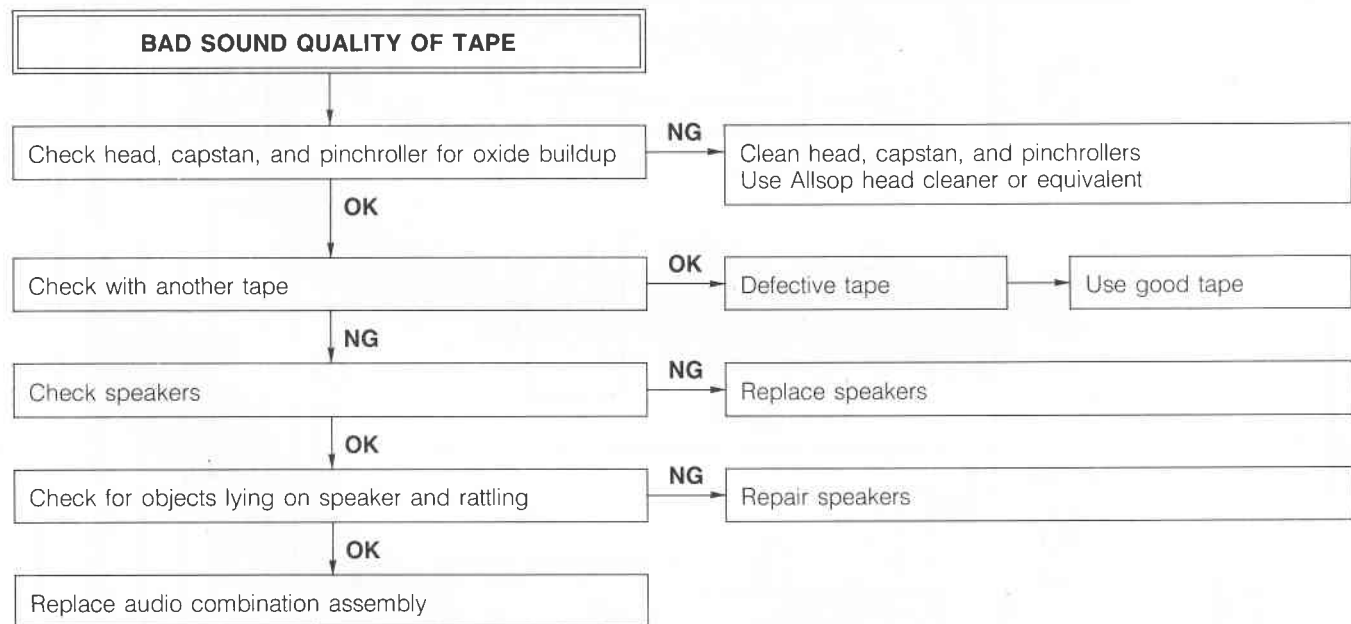 BAD SOUND QUALITY OF TAPE
Check head, capstan, and pinchroller for oxide buildup
NG
Clean head, capstan, and pinchrollers
Use Allsop head cleaner or equivalent
OK
Check with another tape
OK
Defective tape
Use good tape
NG
Check speakers
NG
Replace speakers
OK
Check for objects lying on speaker and rattling
NG
Repair speakers
OK
Replace audio combination assembly